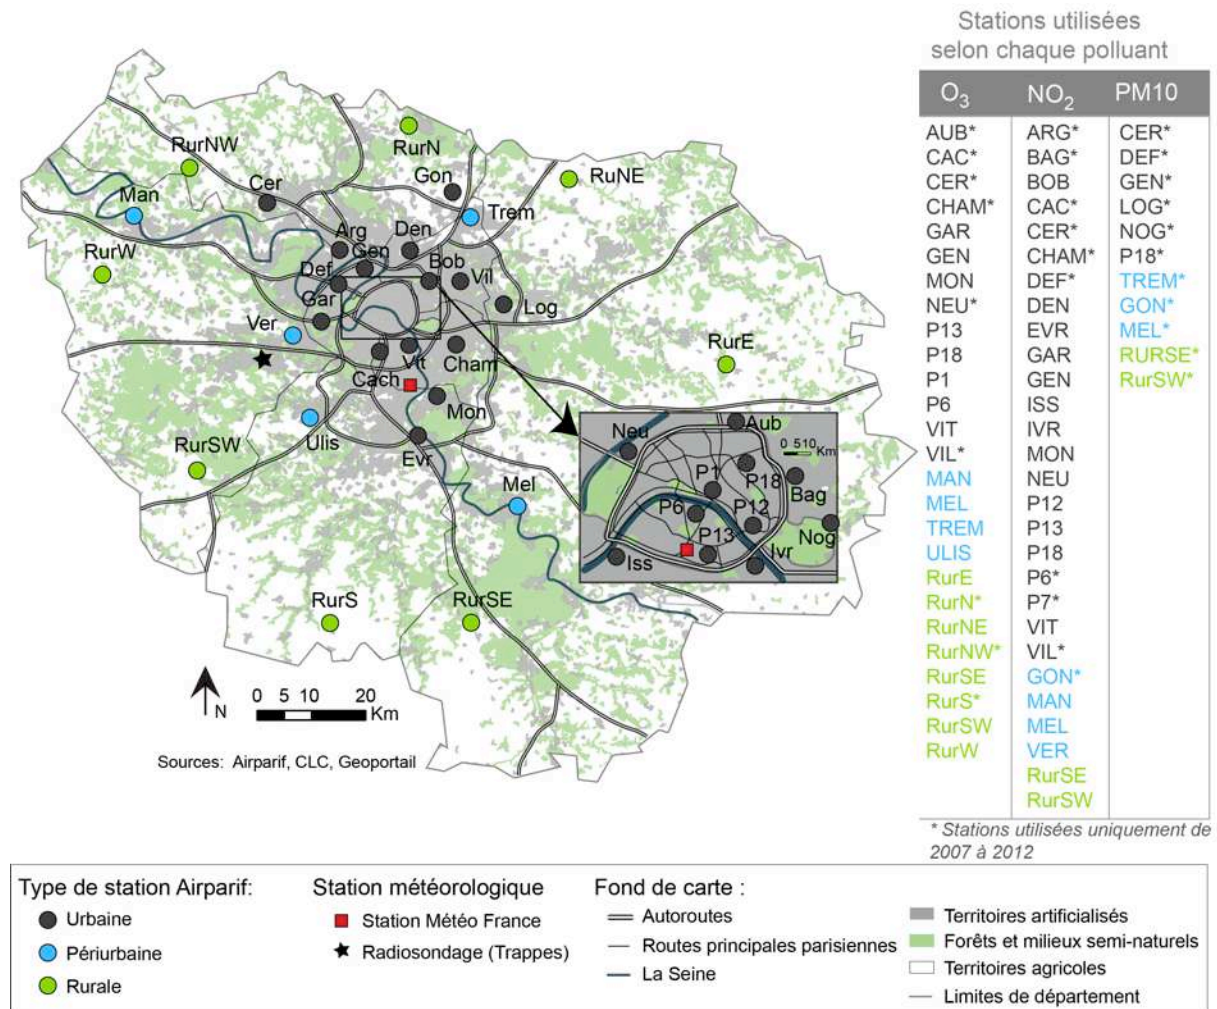 Stations utilisées
selon chaque polluant
O3 NO2 PM10
AUB* ARG* CER*
CAC* BAG* DEF*
CER* BOB GEN*
CHAM* CAC* LOG*
GAR CER* NOG*
GEN CHAM* P18*
MON DEF* TREM*
NEU* DEN GON*
P13 EVR MEL*
P18 GAR RURSE*
P1 GEN RurSW*
P6 ISS
VIT IVR
VIL* MON
MAN NEU
MEL P12
TREM P13
ULIS P18
RurE P6*
RurN* P7*
RurNE VIT
RurNW* VIL*
RurSE GON*
RurS* MAN
RurSW MEL
RurW VER
RurSE
RurSW
* Stations utilisées uniquement de
2007 à 2012
RurNW
RurN
Gon
RuNE
Cer
Man
Trem
Arg
Den
Gen
RurW
Def
Bob
Vil
Gar
Log
Ver
Vit
Cham
RurE
Cach
Mon
Ulis
RurSW
Evr
Mel
RurS
RurSE
Neu
Aub
0 510
Km
P1
P18
Bag
P6
P12
P13
Nog
Iss
Ivr
N
0 5 10 20
Km
Sources: Airparif, CLC, Geoportail
Type de station Airparif:
Urbaine
Périurbaine
Rurale
Station météorologique
Station Météo France
Radiosondage (Trappes)
Fond de carte :
Autoroutes
Routes principales parisiennes
La Seine
Territoires artificialisés
Forêts et milieux semi-naturels
Territoires agricoles
Limites de département